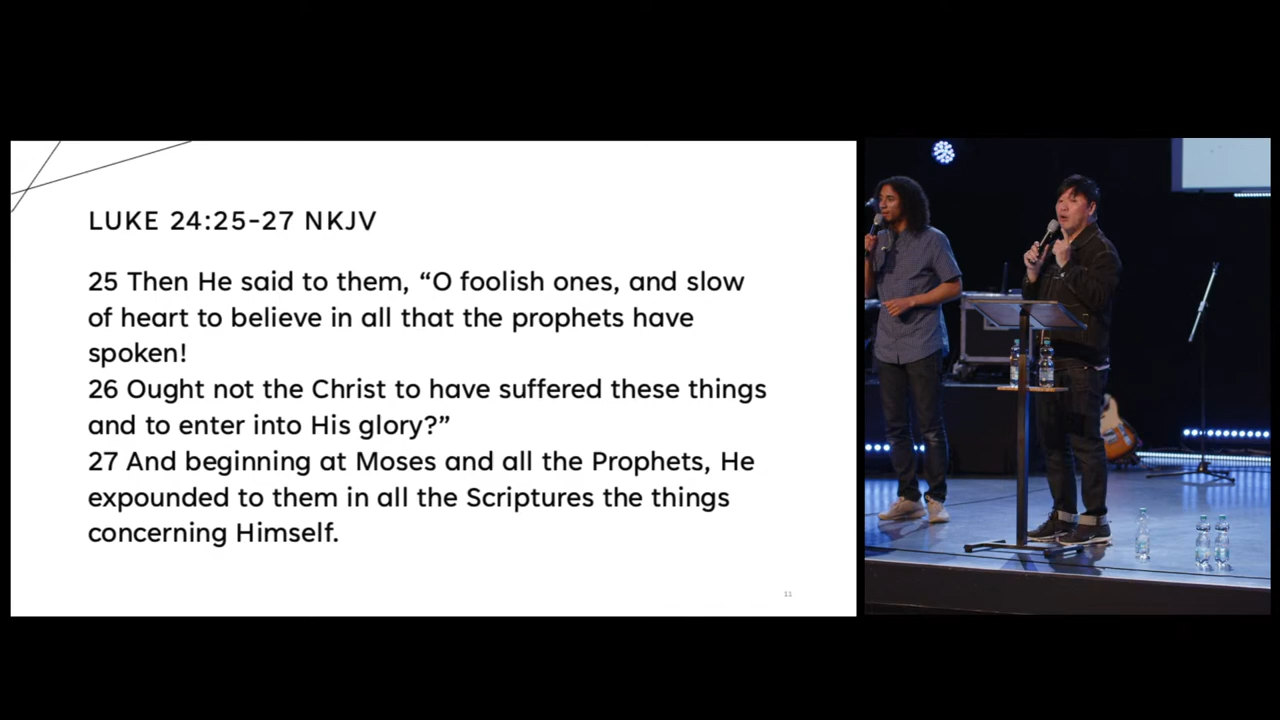 LUKE 24:25-27 NKJV
25 Then He said to them, “O foolish ones, and slow
of heart to believe in all that the prophets have
spoken!
26 Ought not the Christ to have suffered these things
and to enter into His glory?”
27 And beginning at Moses and all the Prophets, He
expounded to them in all the Scriptures the things
concerning Himself.
11